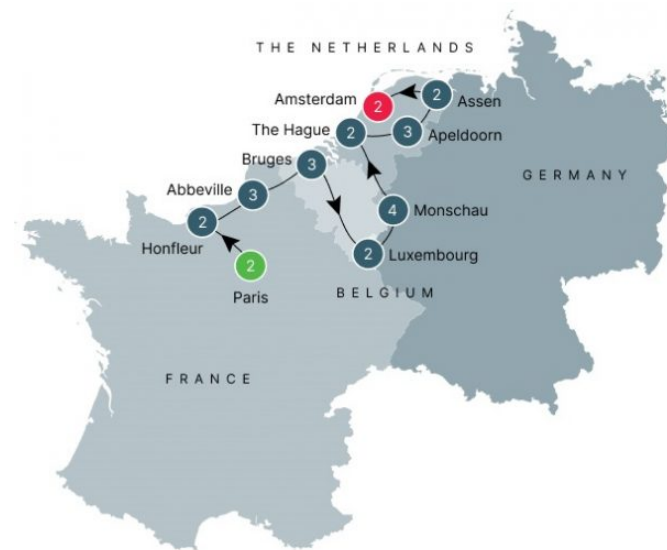 THE NETHERLANDS
Amsterdam
2
2
Assen
The Hague
2
3
Apeldoorn
Bruges
3
GERMANY
Abbeville
3
4
Monschau
2
Honfleur
2
Luxembourg
2
Paris
BELGIUM
FRANCE